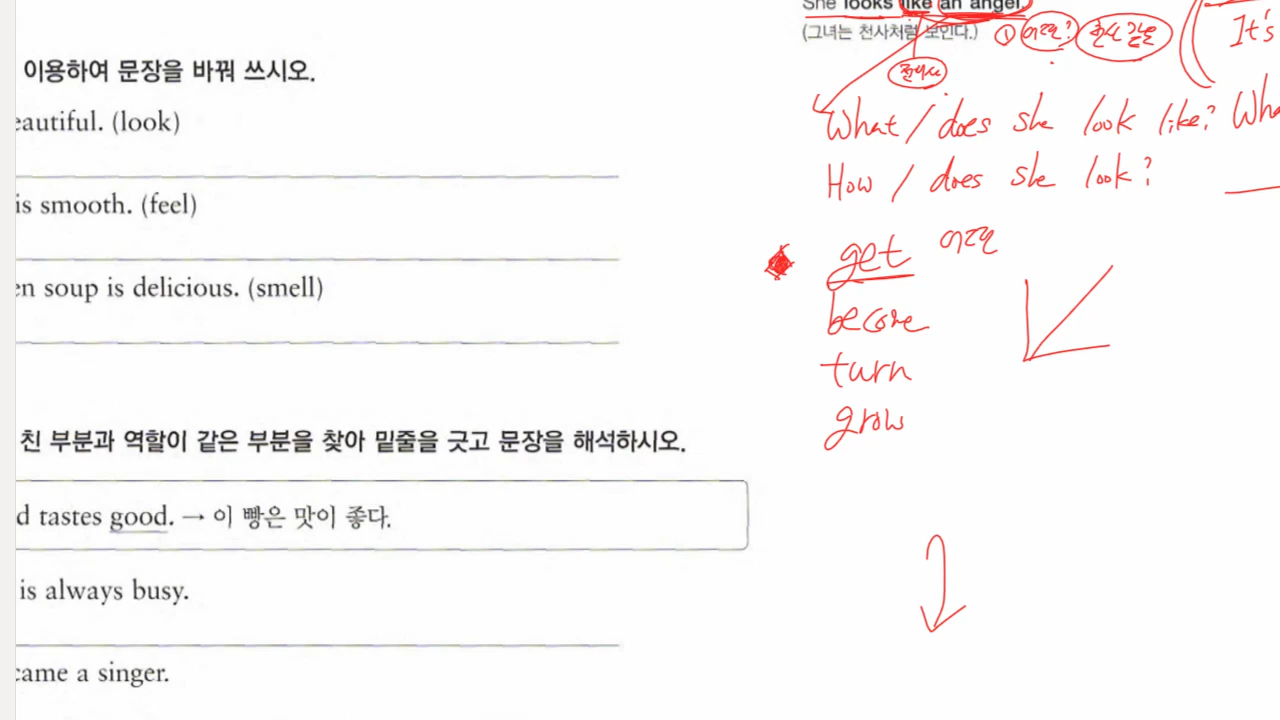 이용하여 문장을 바꿔 쓰시오.
eautiful. (look)
is smooth. (feel)
en soup is delicious. (smell)
친 부분과 역할이 같은 부분을 찾아 밑줄을 긋고 문장을 해석하시오.
d tastes good. → 이 빵은 맛이 좋다.
is always busy.
came a singer.
She looks like an angel.
(그녀는 천사처럼 보인다.) ① 어떤? 천사 같은
It's
전치사
What / does she look like? Wha
How / does she look?
get
become
turn
grow